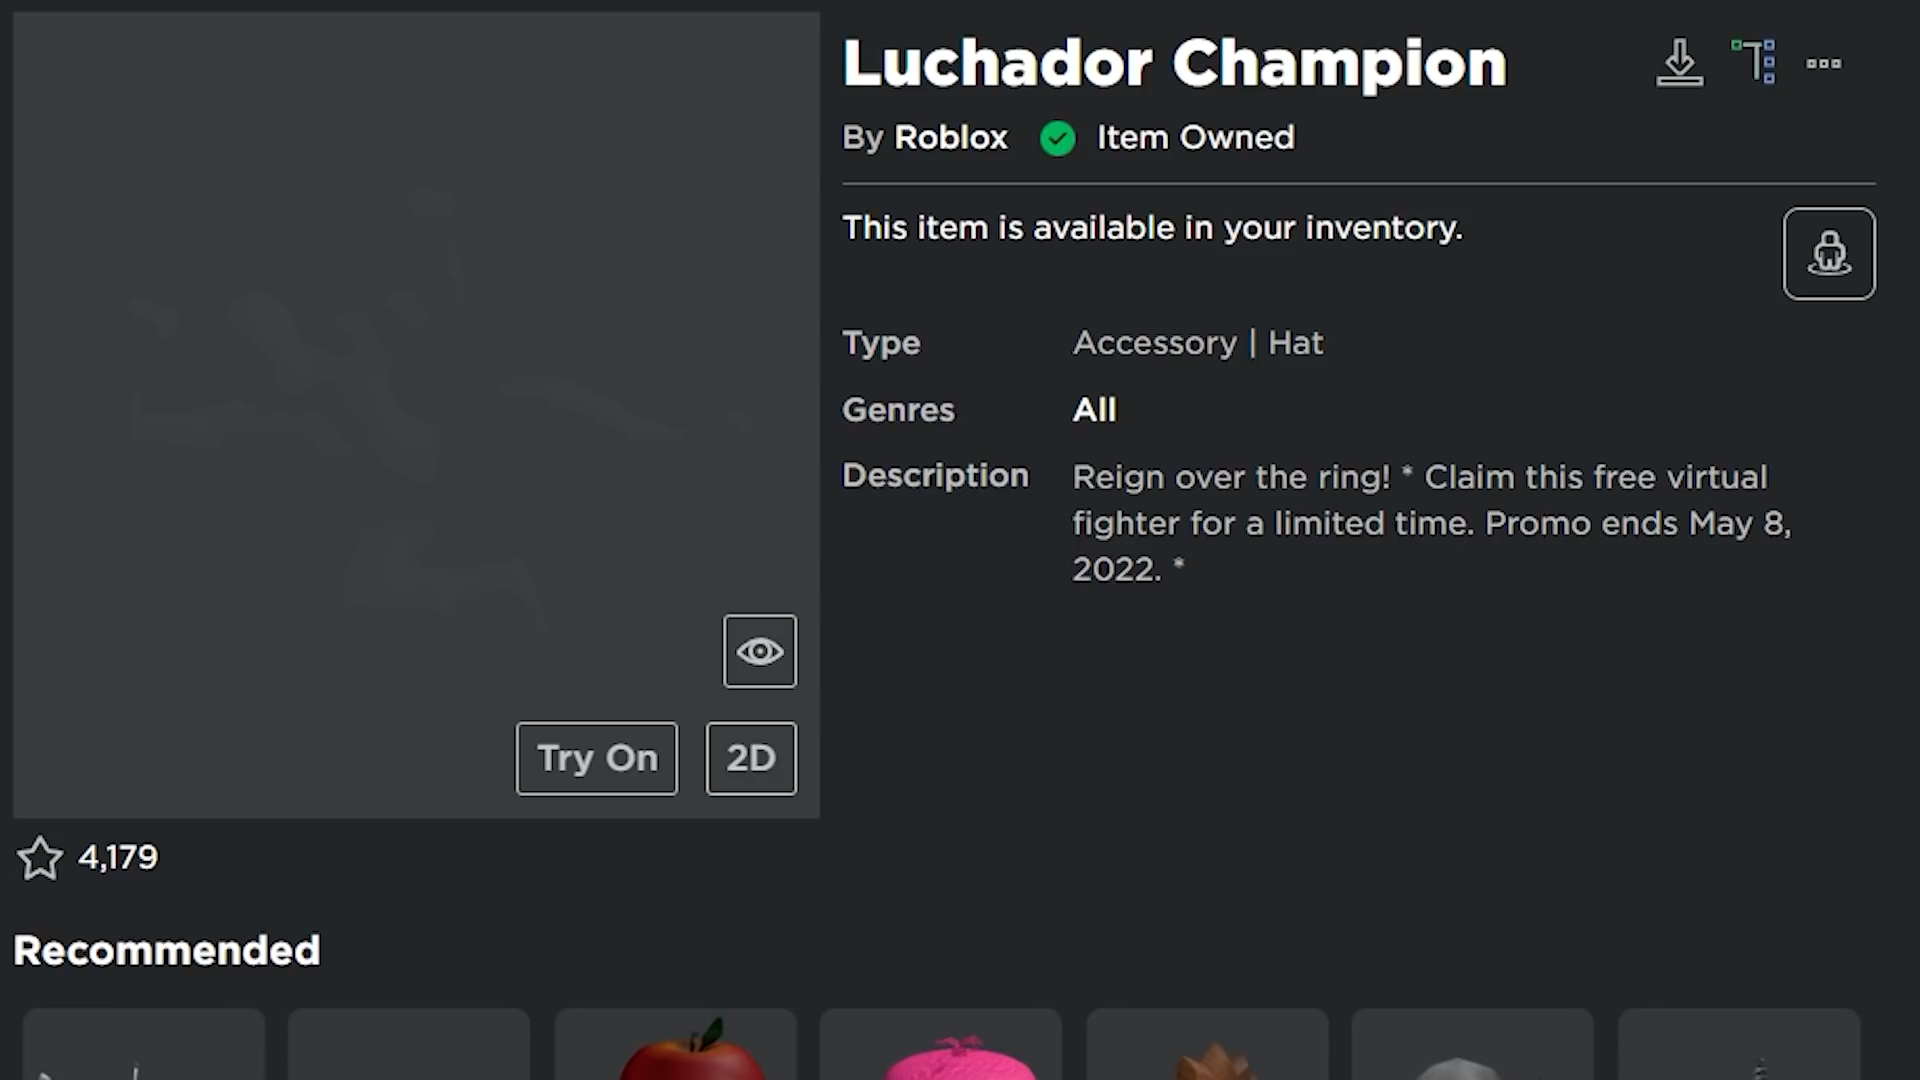 Luchador Champion
By Roblox Item Owned
This item is available in your inventory.
Type Accessory | Hat
Genres All
Description Reign over the ring! * Claim this free virtual
fighter for a limited time. Promo ends May 8,
2022. *
Try On 2D
4,179
Recommended